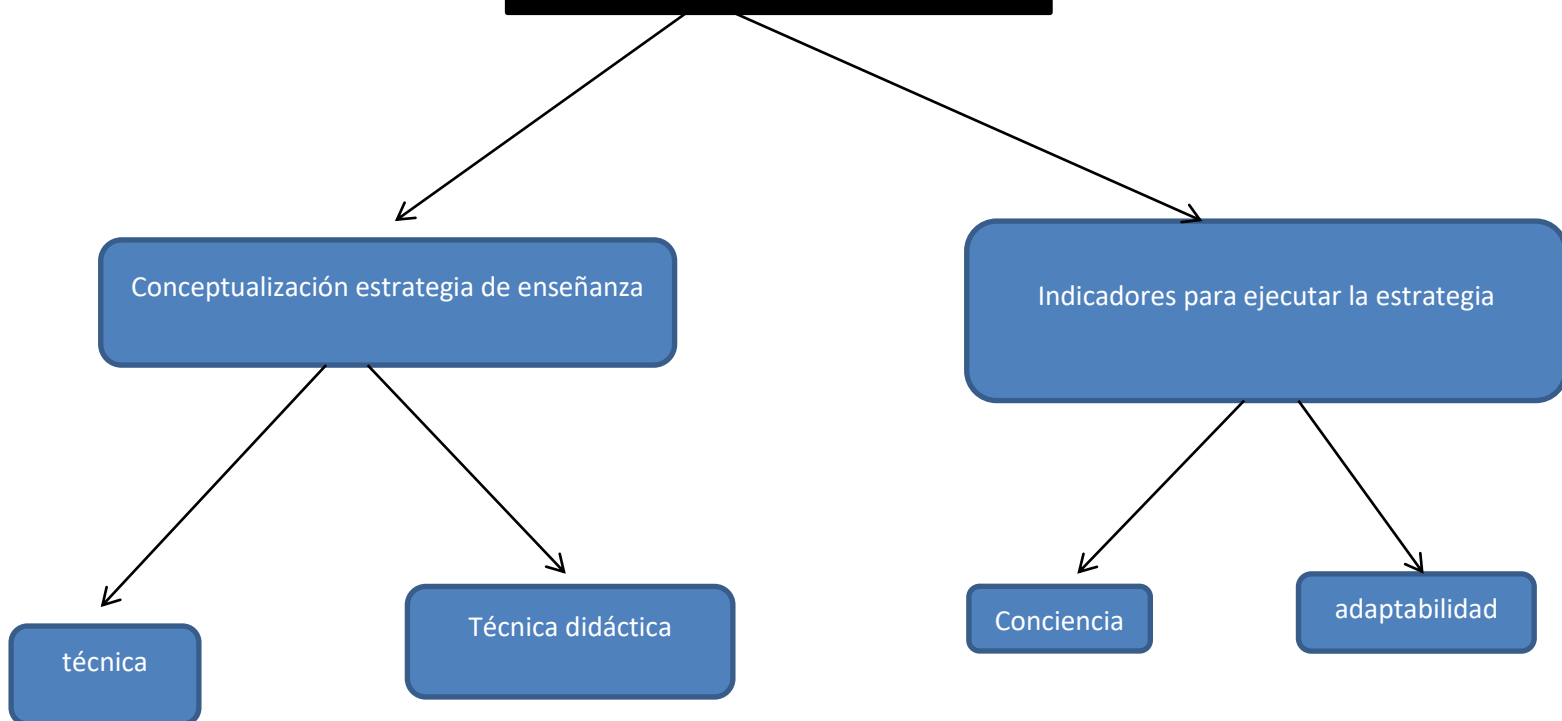 Conceptualización estrategia de enseñanza
Indicadores para ejecutar la estrategia
técnica
Técnica didáctica
Conciencia
adaptabilidad